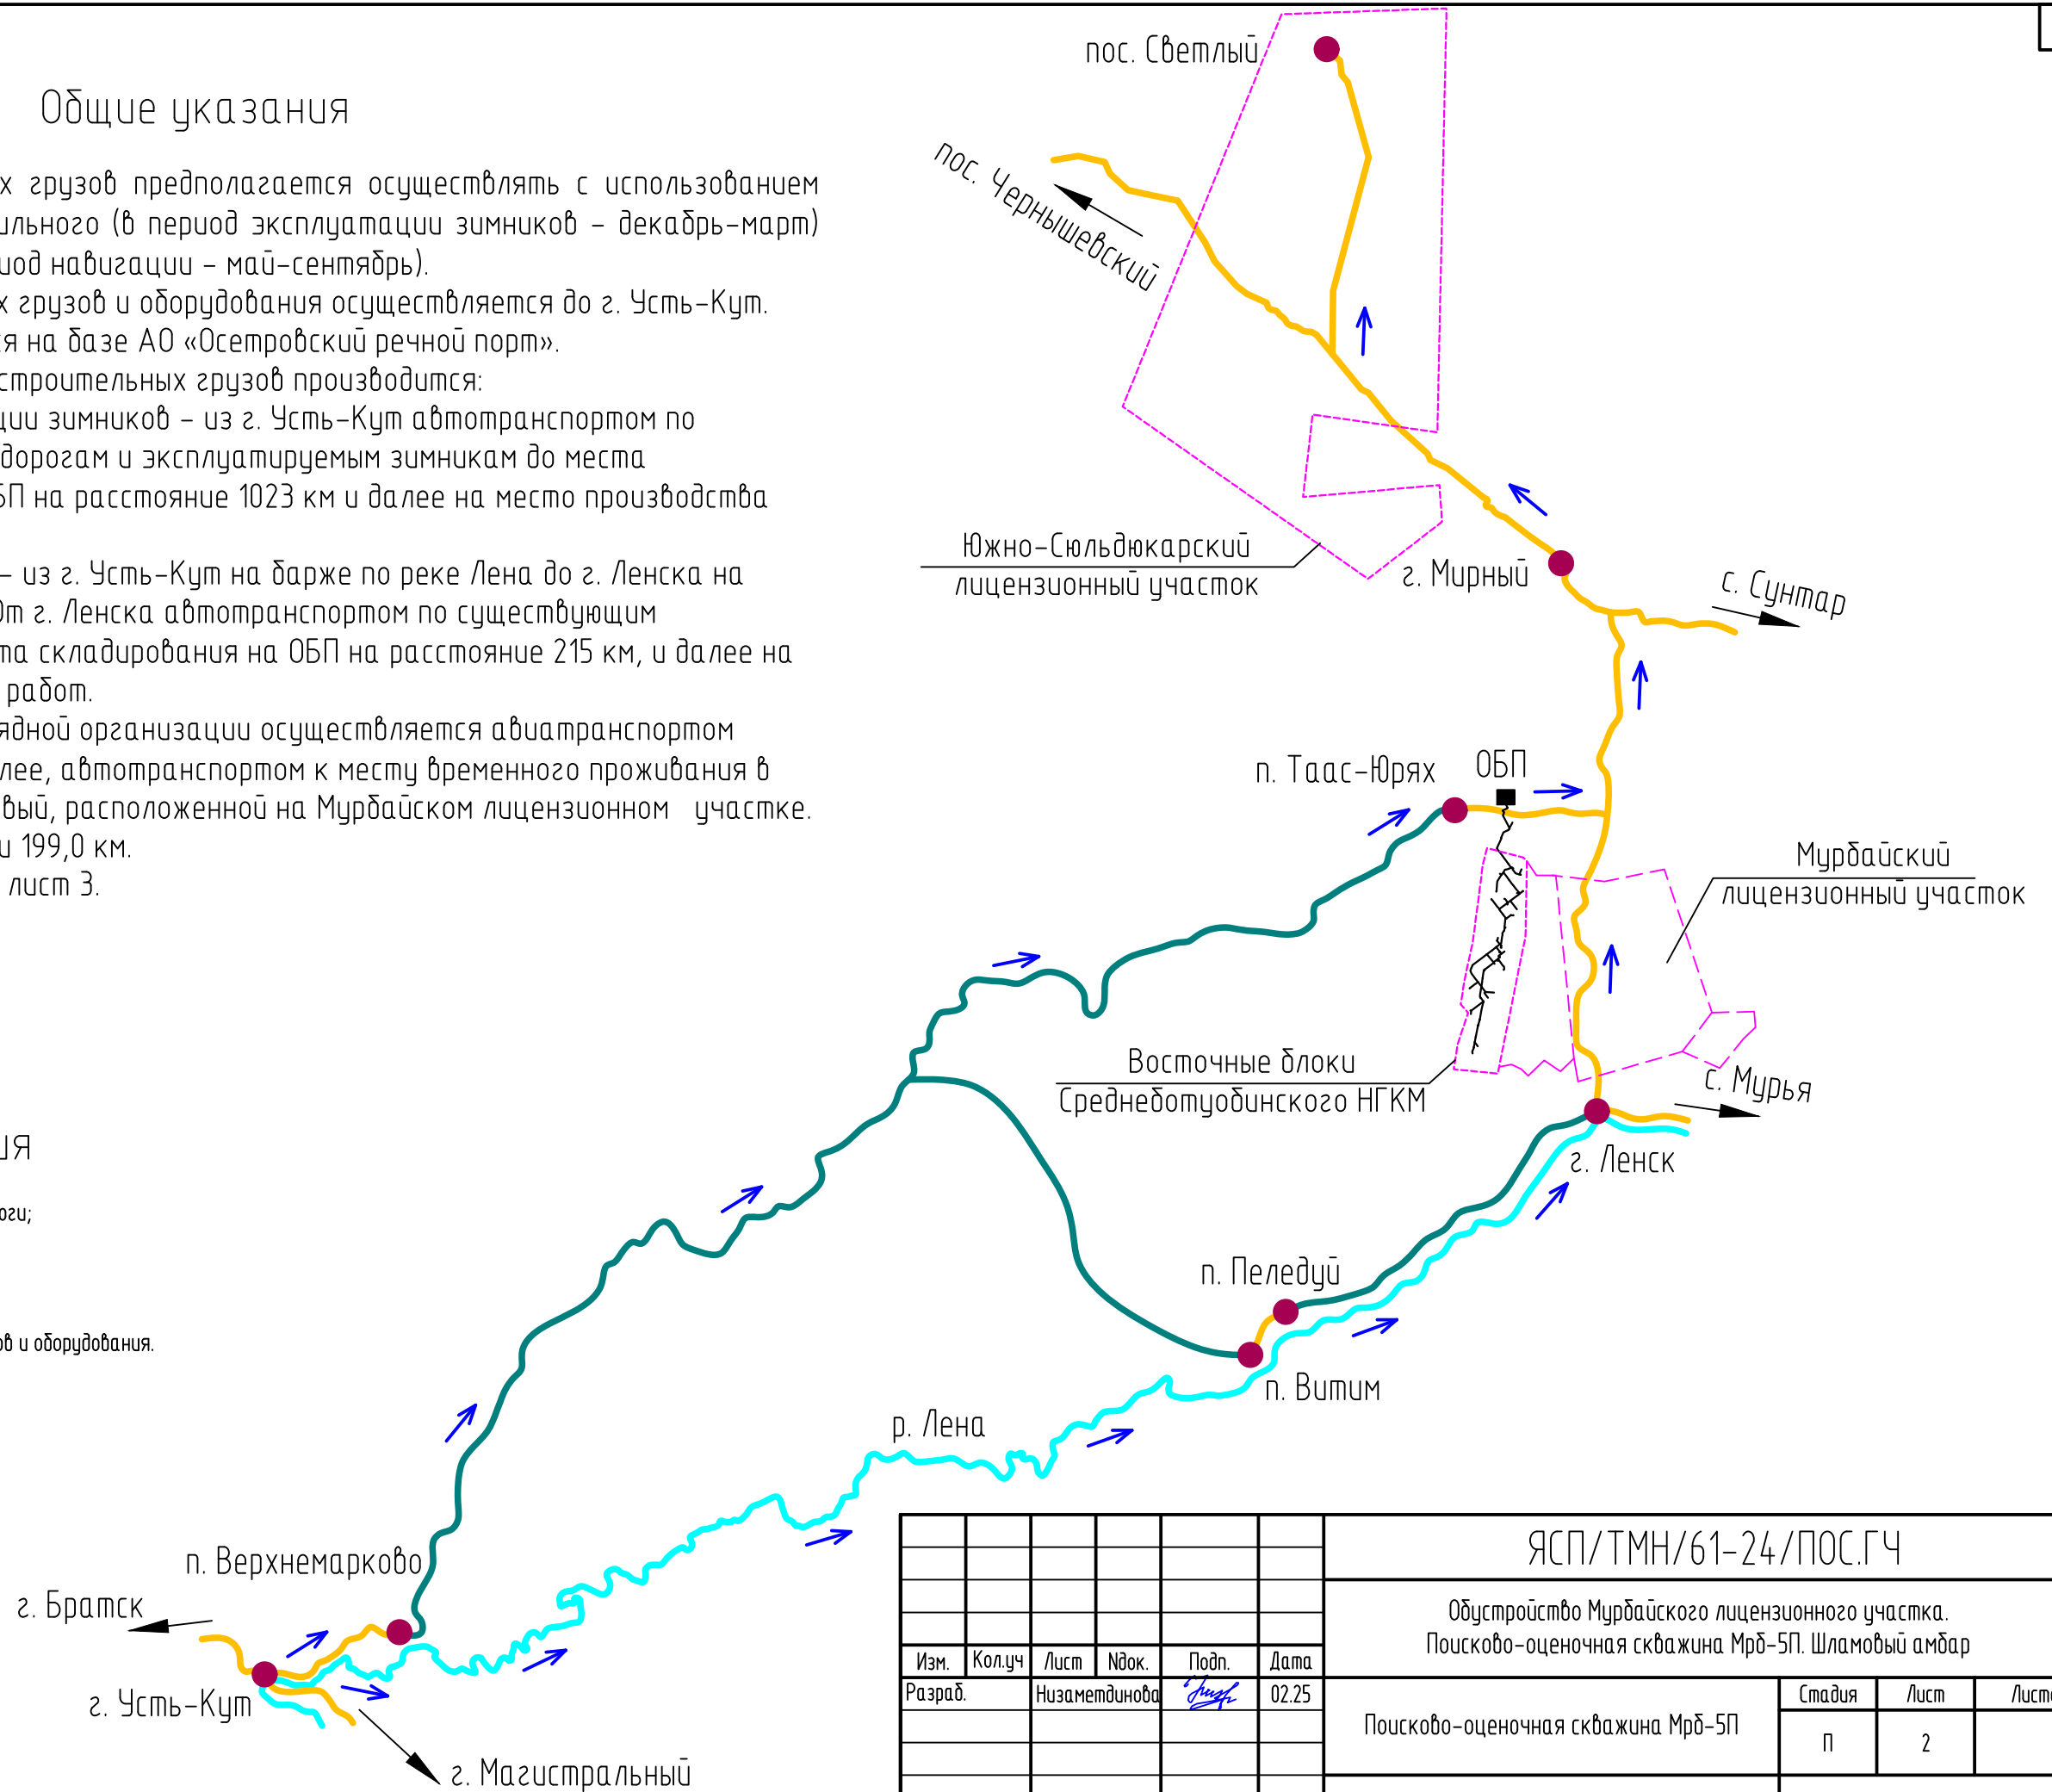 Общие указания
х грузов предполагается осуществлять с использованием
ильного (в период эксплуатации зимников – декабрь–март)
иод навигации – май–сентябрь).
х грузов и оборудования осуществляется до г. Усть–Кут.
ся на базе АО «Осетровский речной порт».
строительных грузов производится:
ции зимников – из г. Усть–Кут автотранспортом по
дорогам и эксплуатируемым зимникам до места
БП на расстояние 1023 км и далее на место производства
– из г. Усть–Кут на барже по реке Лена до г. Ленска на
От г. Ленска автотранспортом по существующим
та складирования на ОБП на расстояние 215 км, и далее на
работ.
ядной организации осуществляется авиатранспортом
лее, автотранспортом к месту временного проживания в
вый, расположенной на Мурбайском лицензионном участке.
и 199,0 км.
лист 3.
ия
оги;
ов и оборудования.
пос. Светлый
пос. Чернышевский
Южно–Сюльдюкарский
лицензионный участок
г. Мирный
с. Сунтар
п. Таас–Юрях
ОБП
Мурбайский
лицензионный участок
Восточные блоки
Среднеботуобинского НГКМ
с. Мурья
г. Ленск
п. Пеледуй
п. Витим
р. Лена
п. Верхнемарково
г. Братск
г. Усть–Кут
г. Магистральный
ЯСП/ТМН/61–24/ПОС.ГЧ
Обустройство Мурбайского лицензионного участка.
Поисково–оценочная скважина Мрб–5П. Шламовый амбар
Изм. Кол.уч Лист Nдок. Подп. Дата
Разраб. Низаметдинова 02.25
Поисково–оценочная скважина Мрб–5П
Стадия Лист Листо
П 2